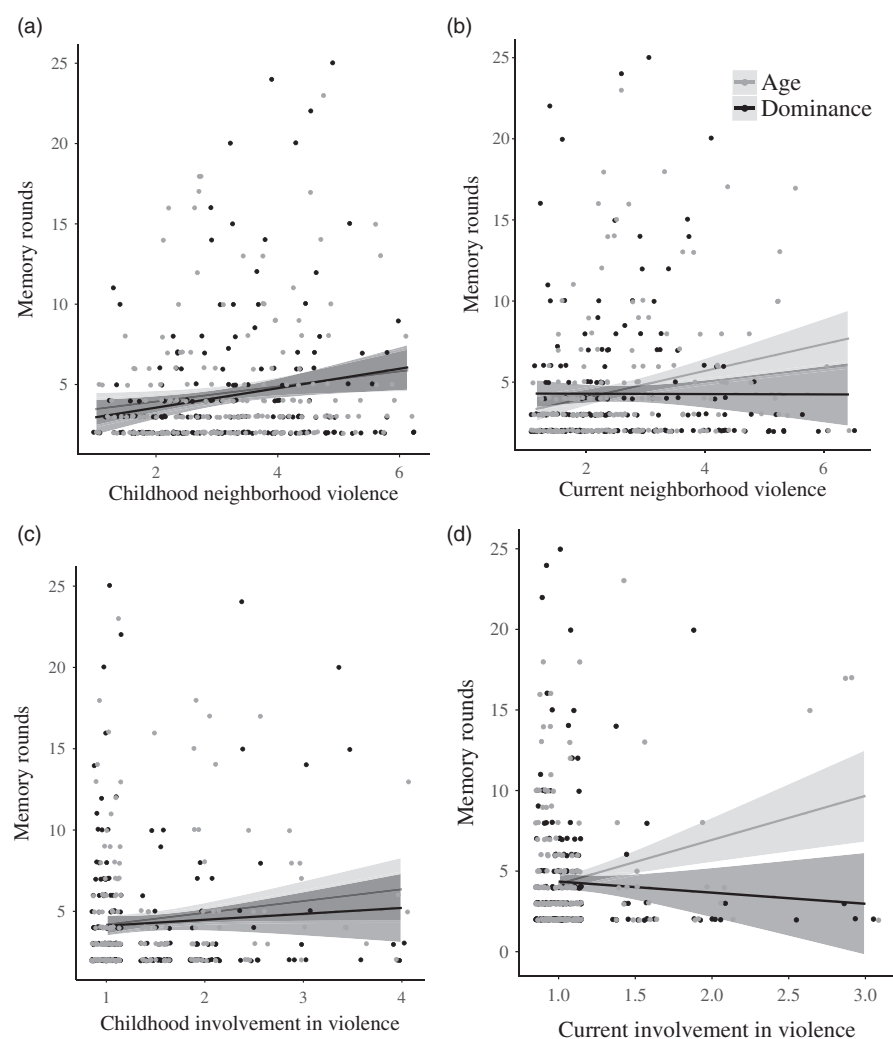 (a)
25
20
15
10
5
Memory rounds
2
4
6
Childhood neighborhood violence
(b)
Age
Dominance
25
20
15
10
5
Memory rounds
2
4
6
Current neighborhood violence
(c)
25
20
15
10
5
Memory rounds
1
2
3
4
Childhood involvement in violence
(d)
25
20
15
10
5
0
Memory rounds
1.0
1.5
2.0
2.5
3.0
Current involvement in violence